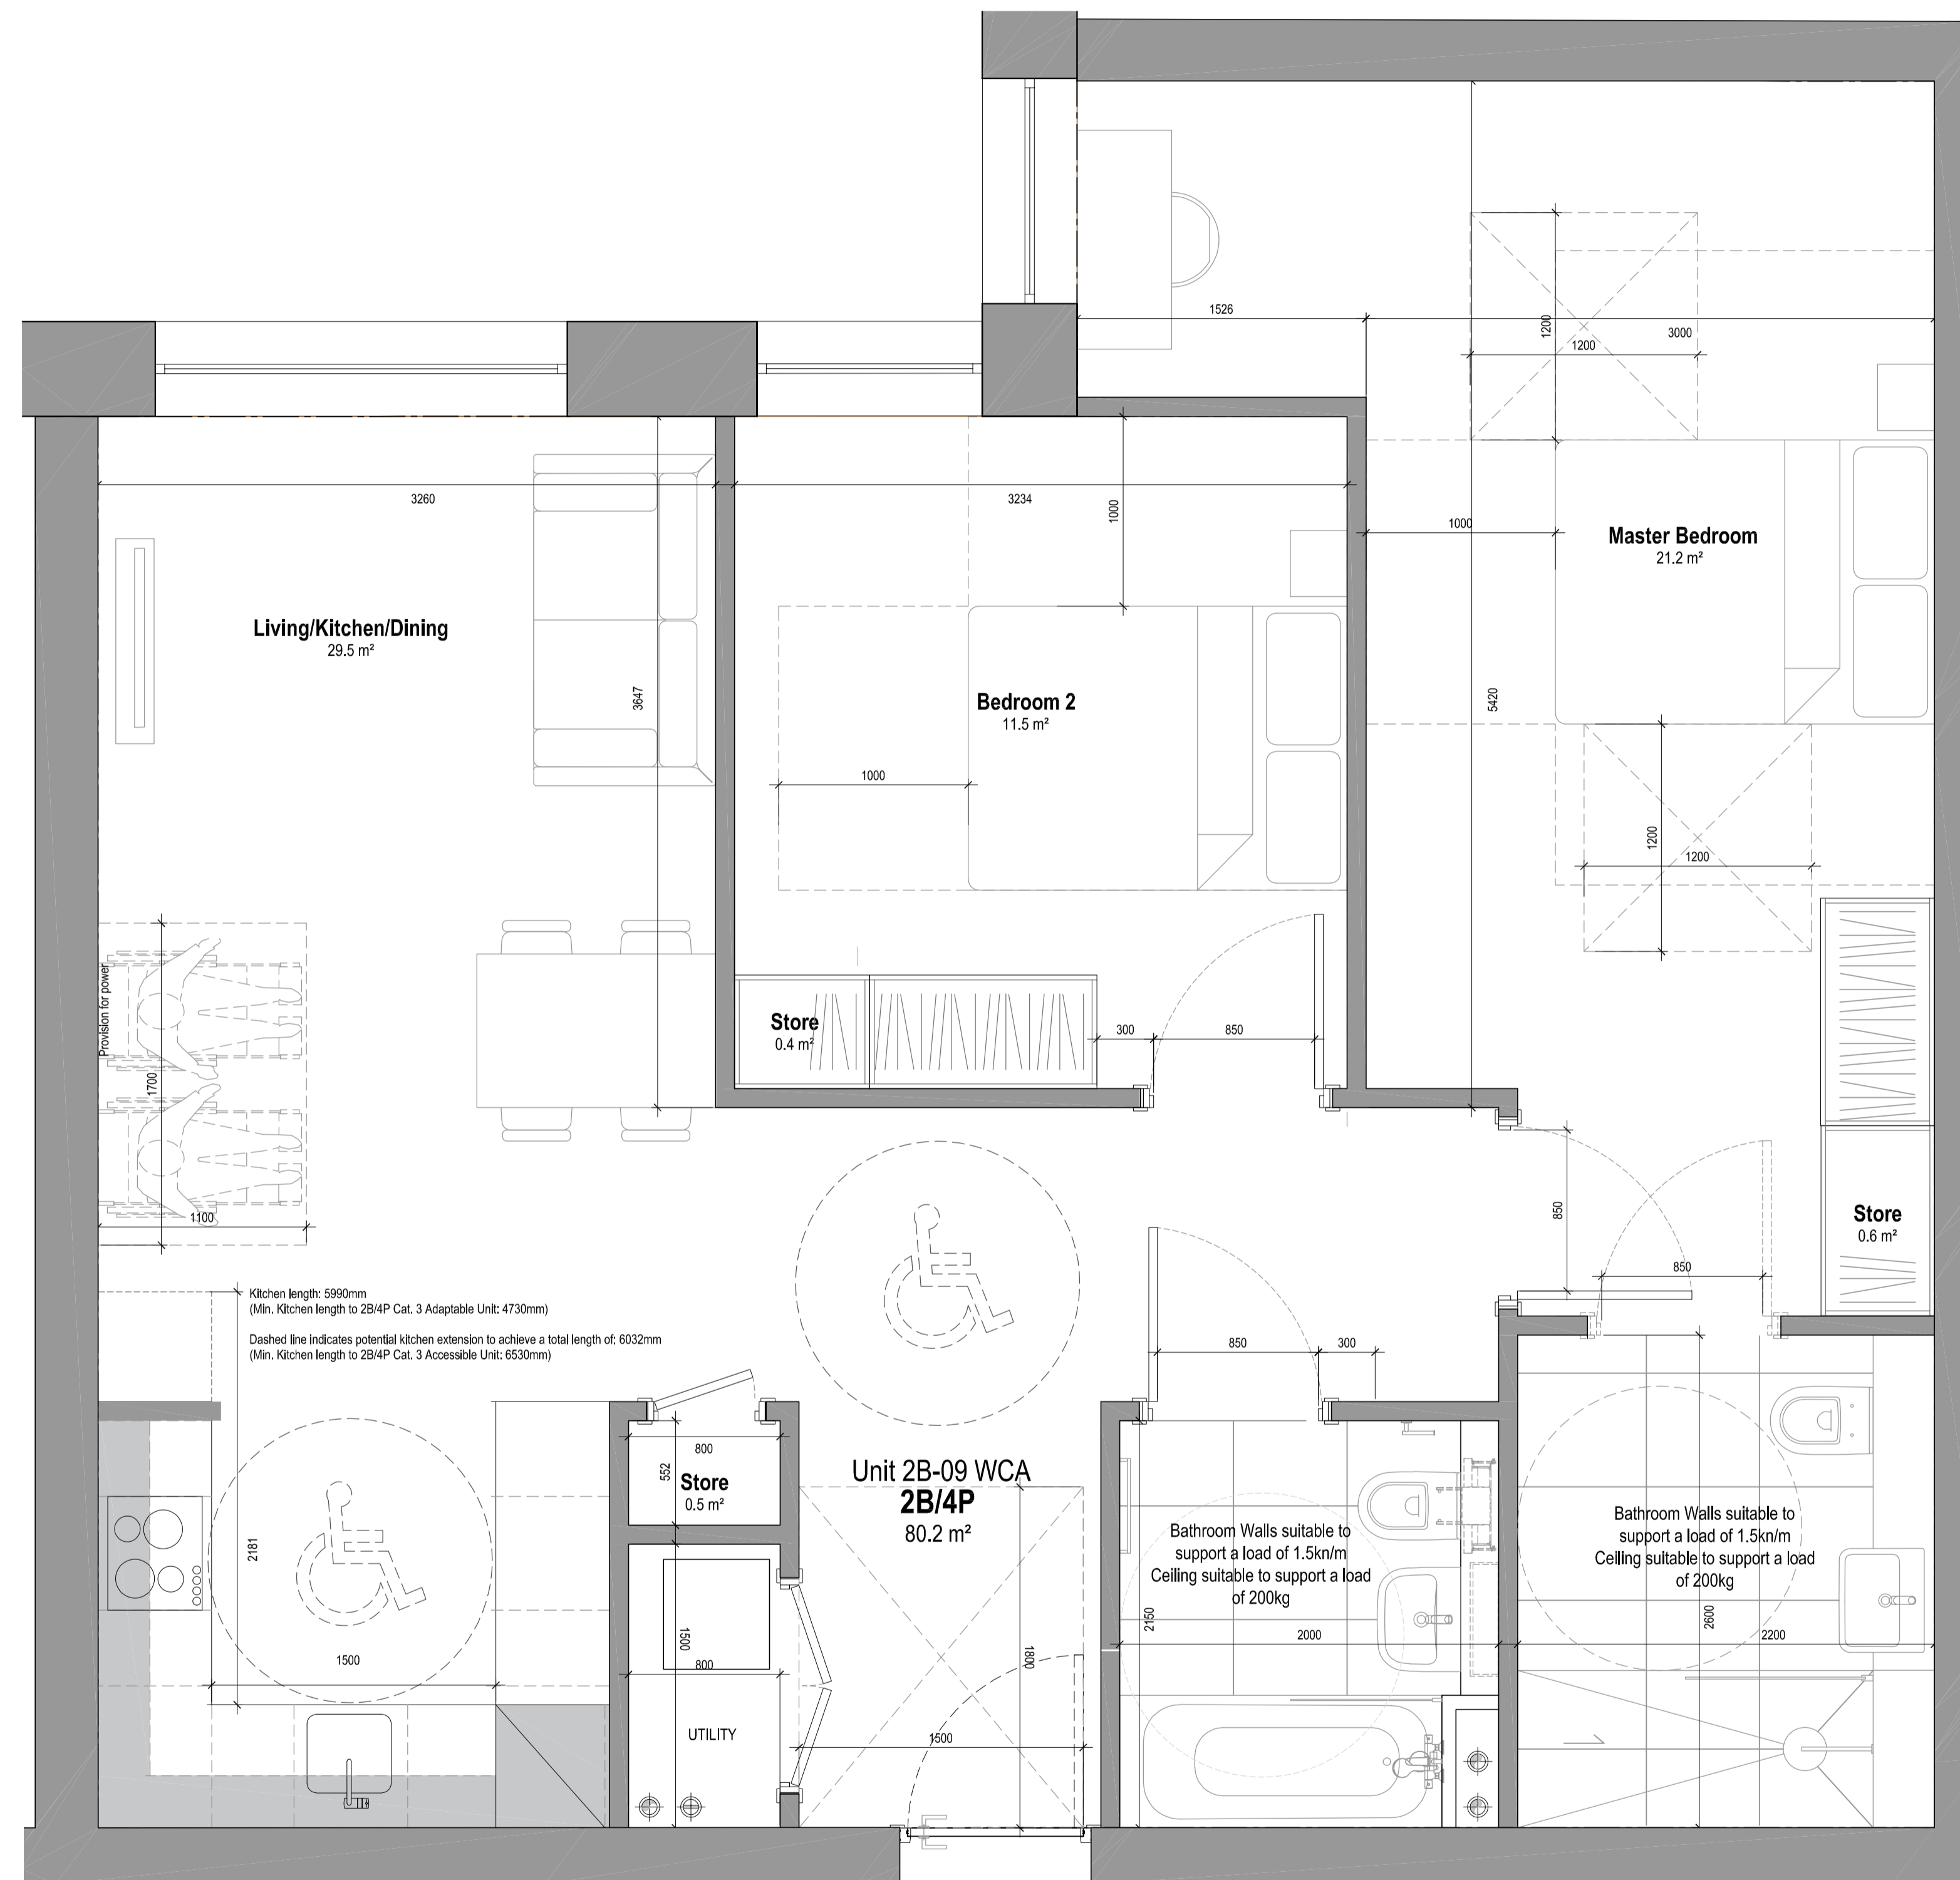 1526
3000
1200
1200
3260
3234
1000
1000
Master Bedroom
21.2 m²
Living/Kitchen/Dining
29.5 m²
3647
Bedroom 2
11.5 m²
5420
1000
1200
1200
Provision for power
1700
1100
Store
0.4 m²
300
850
850
Store
0.6 m²
850
Kitchen length: 5990mm
(Min. Kitchen length to 2B/4P Cat. 3 Adaptable Unit: 4730mm)
Dashed line indicates potential kitchen extension to achieve a total length of: 6032mm
(Min. Kitchen length to 2B/4P Cat. 3 Accessible Unit: 6530mm)
850
300
800
552
Store
0.5 m²
Unit 2B-09 WCA
2B/4P
80.2 m²
2181
1500
1500
800
UTILITY
1800
1500
Bathroom Walls suitable to
support a load of 1.5kn/m
Ceiling suitable to support a load
of 200kg
2150
2000
Bathroom Walls suitable to
support a load of 1.5kn/m
Ceiling suitable to support a load
of 200kg
2600
2200